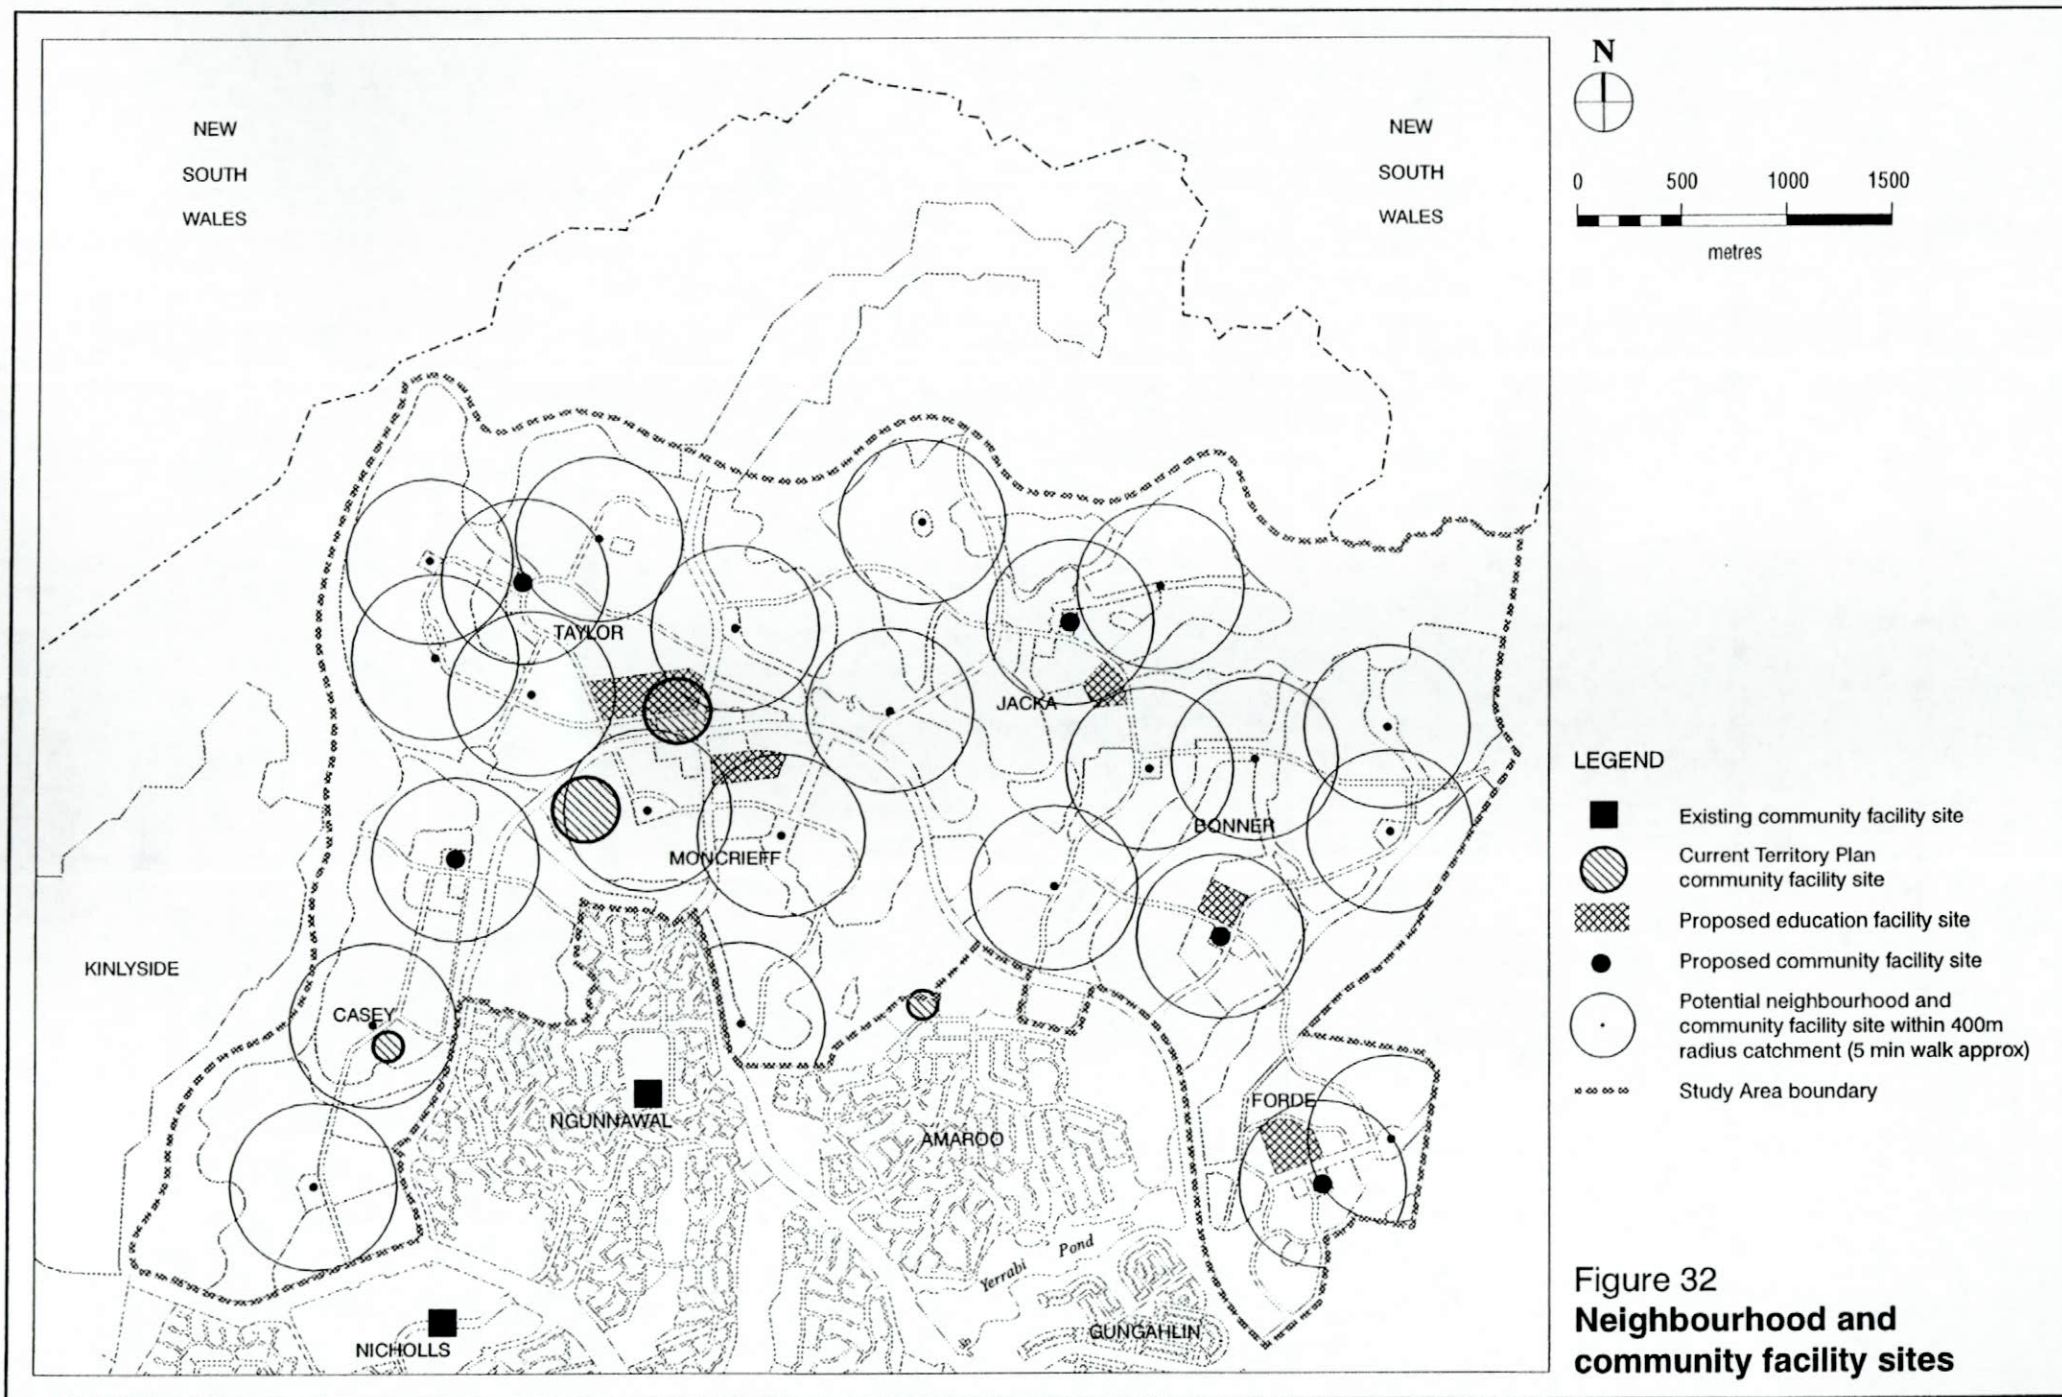 NEW
SOUTH
WALES
NEW
SOUTH
WALES
TAYLOR
JACKA
BONNER
MONCRIEFF
KINLYSIDE
CASEY
NGUNNAWAL
AMAROO
FORDE
Yerrabi Pond
GUNGAHLIN
NICHOLLS
N
0 500 1000 1500
metres
LEGEND
Existing community facility site
Current Territory Plan
community facility site
Proposed education facility site
Proposed community facility site
Potential neighbourhood and
community facility site within 400m
radius catchment (5 min walk approx)
Study Area boundary
Figure 32
Neighbourhood and
community facility sites